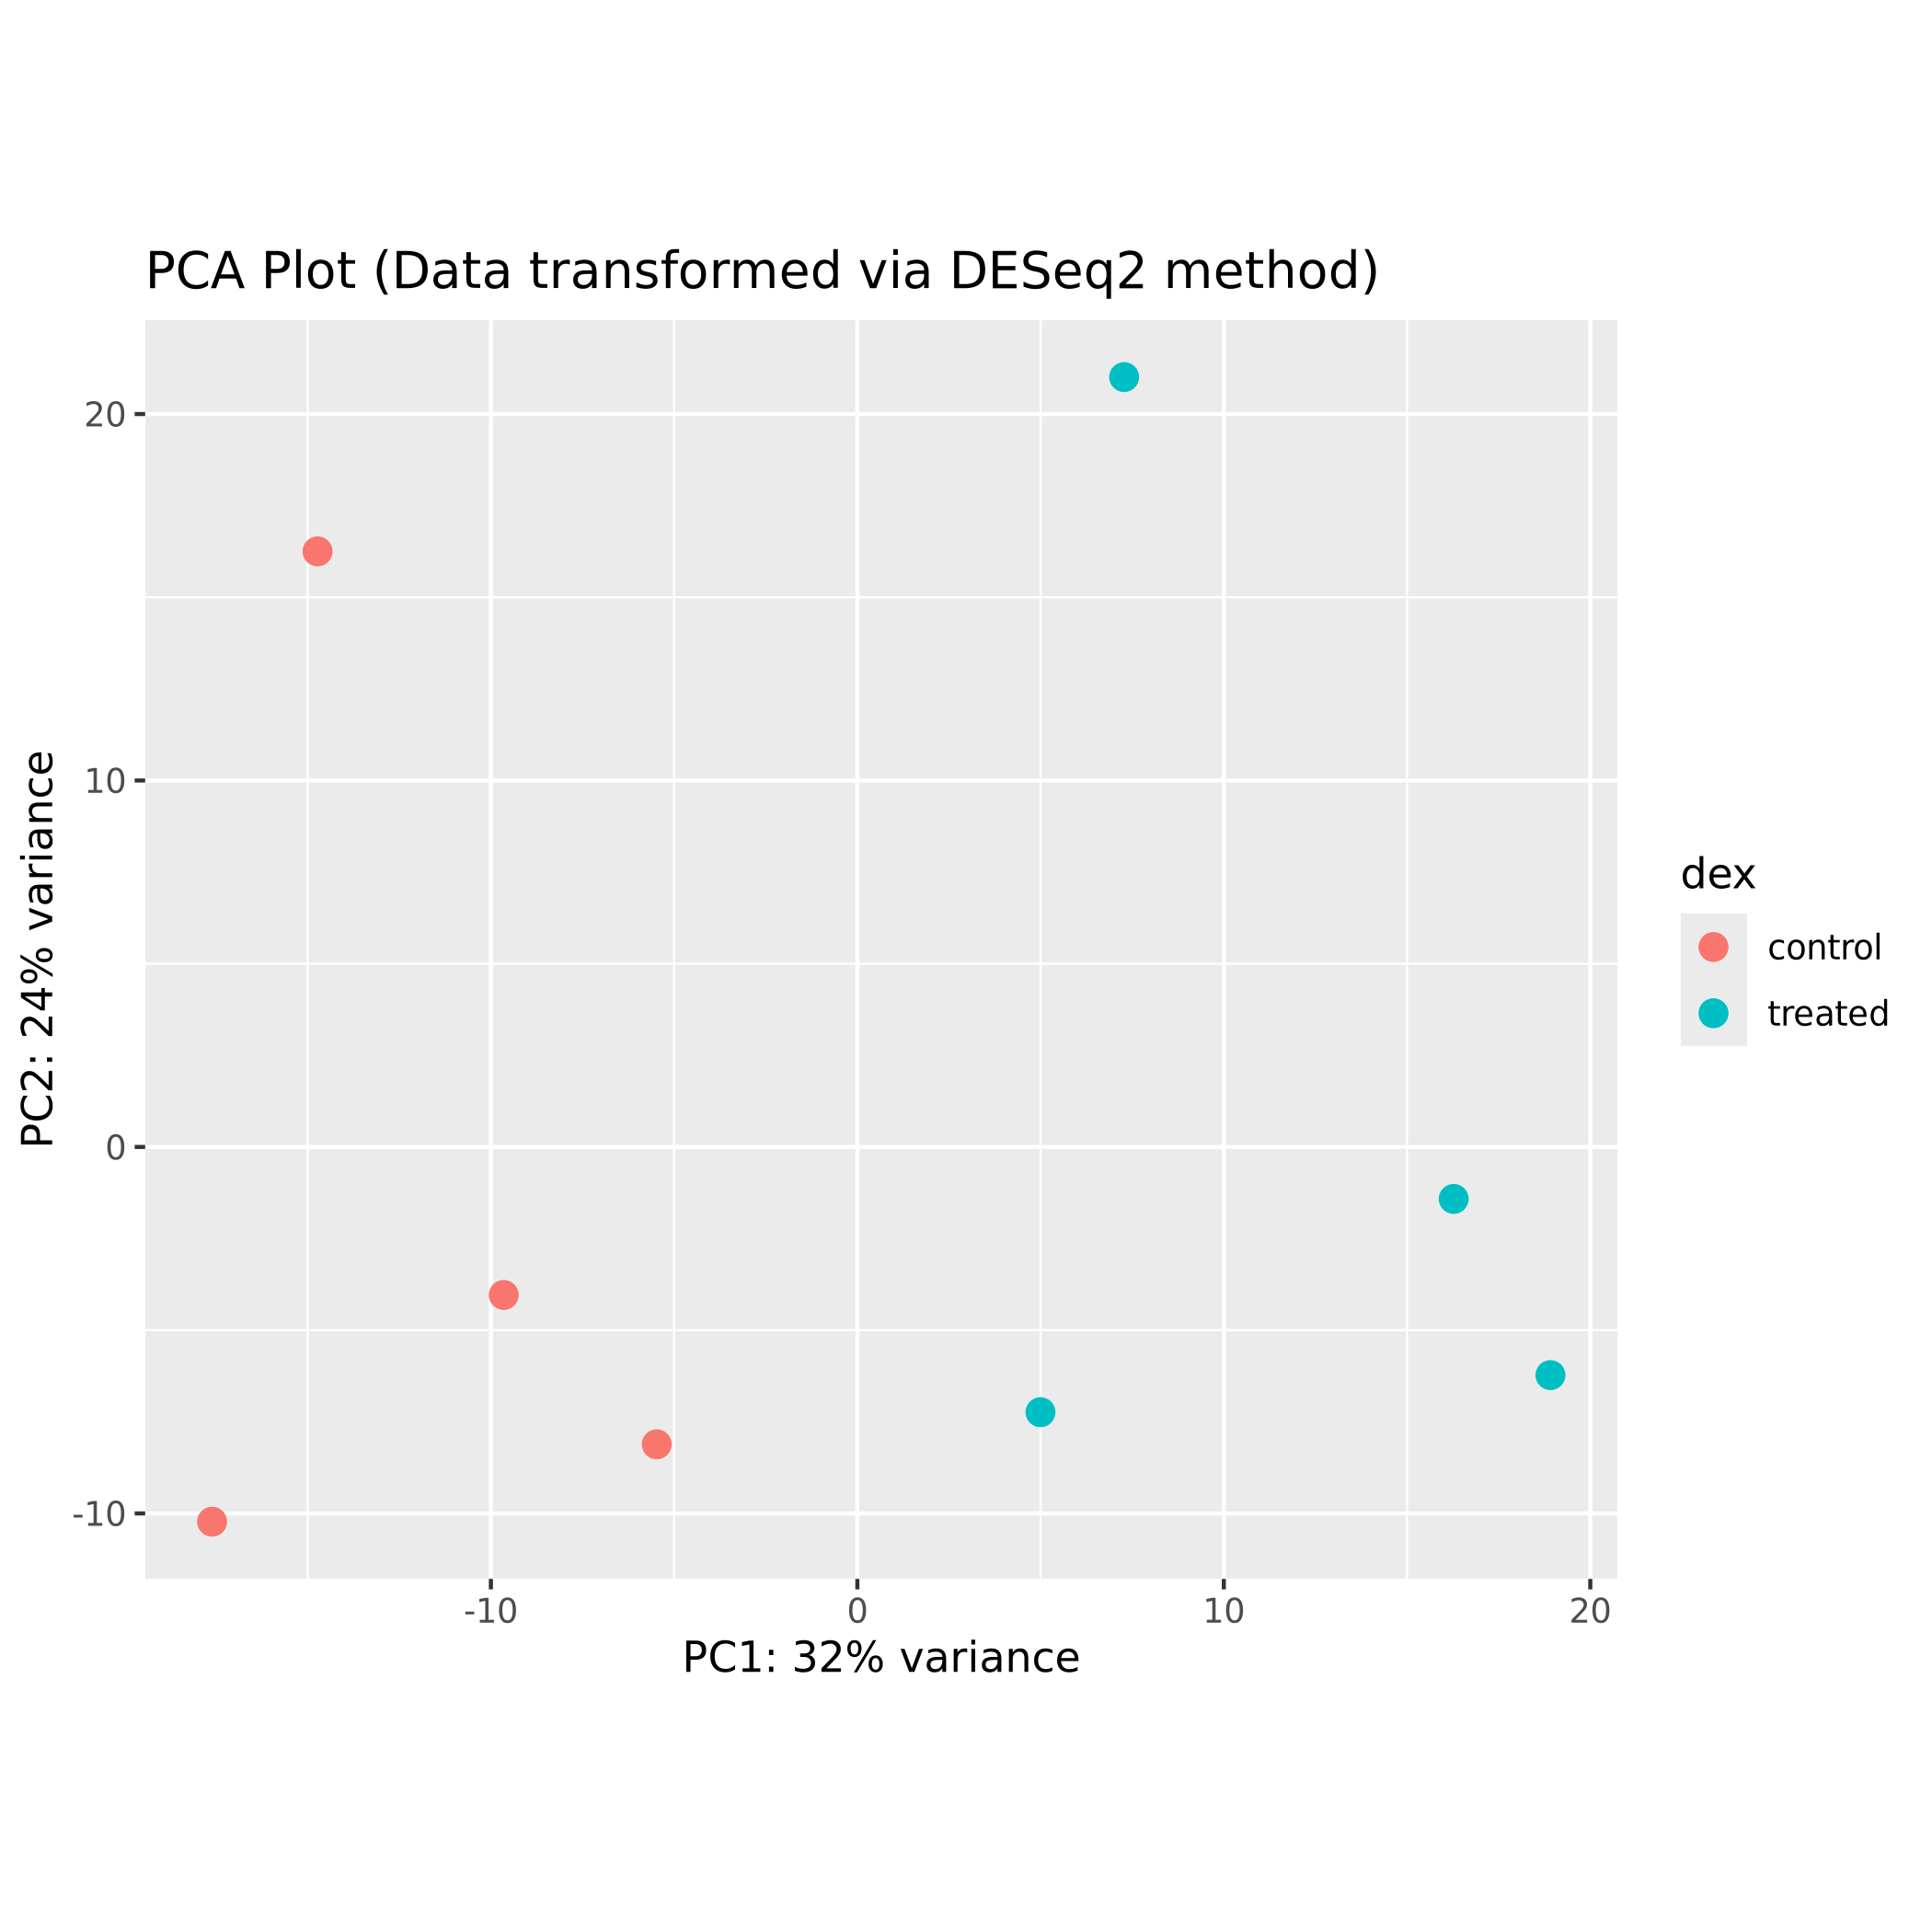 PCA Plot (Data transformed via DESeq2 method)
20
10
0
-10
PC2: 24% variance
-10 0 10 20
PC1: 32% variance
dex
control
treated